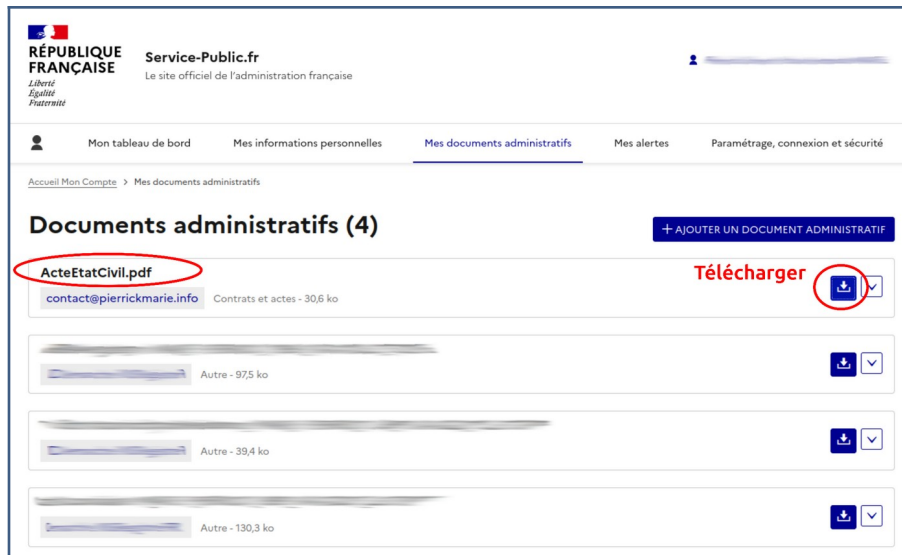 RÉPUBLIQUE
FRANÇAISE
Liberté
Égalité
Fraternité
Service-Public.fr
Le site officiel de l'administration française
Mon tableau de bord Mes informations personnelles Mes documents administratifs Mes alertes Paramétrage, connexion et sécurité
Accueil Mon Compte > Mes documents administratifs
Documents administratifs (4)
+ AJOUTER UN DOCUMENT ADMINISTRATIF
ActeEtatCivil.pdf
Télécharger
contact@pierrickmarie.info Contrats et actes - 30,6 ko
Autre - 97,5 ko
Autre - 39,4 ko
Autre - 130,3 ko